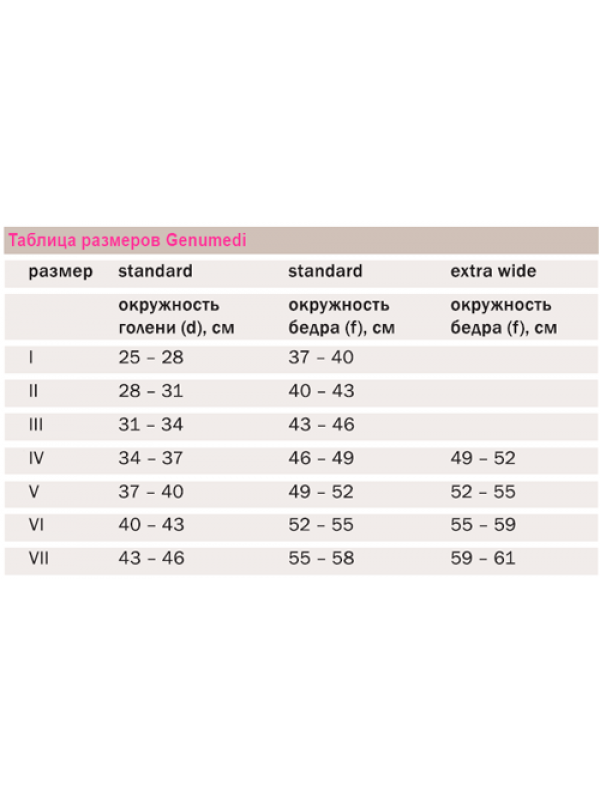 Таблица размеров Genumedi
размер standard standard extra wide
окружность окружность окружность
голени (d), см бедра (f), см бедра (f), см
I 25 – 28 37 – 40
II 28 – 31 40 – 43
III 31 – 34 43 – 46
IV 34 – 37 46 – 49 49 – 52
V 37 – 40 49 – 52 52 – 55
VI 40 – 43 52 – 55 55 – 59
VII 43 – 46 55 – 58 59 – 61